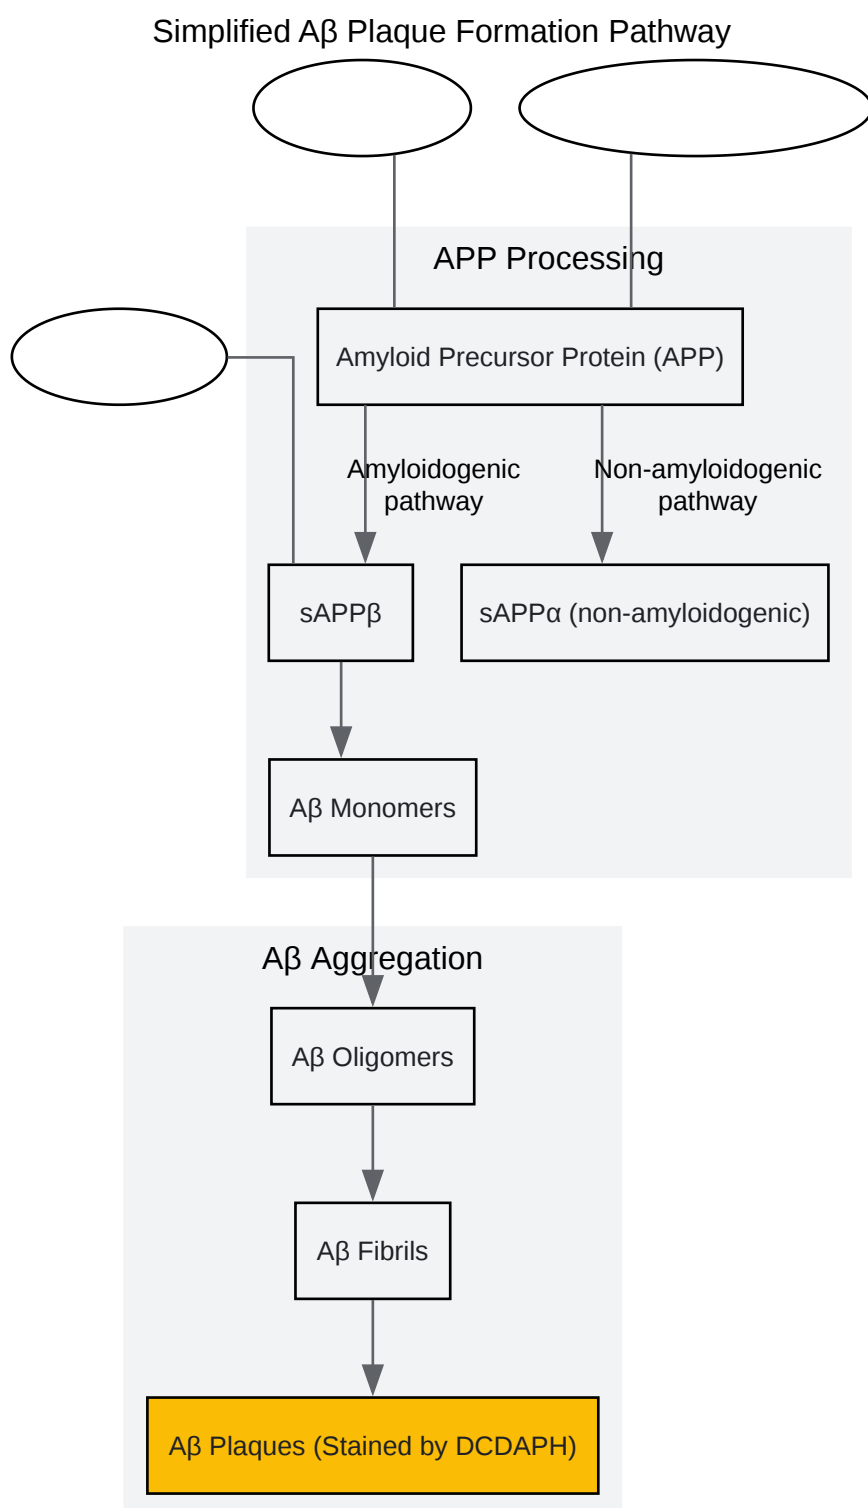 Simplified Aβ Plaque Formation Pathway
APP Processing
Amyloid Precursor Protein (APP)
Amyloidogenic
pathway
Non-amyloidogenic
pathway
sAPPβ
sAPPα (non-amyloidogenic)
Aβ Monomers
Aβ Aggregation
Aβ Oligomers
Aβ Fibrils
Aβ Plaques (Stained by DCDAPH)